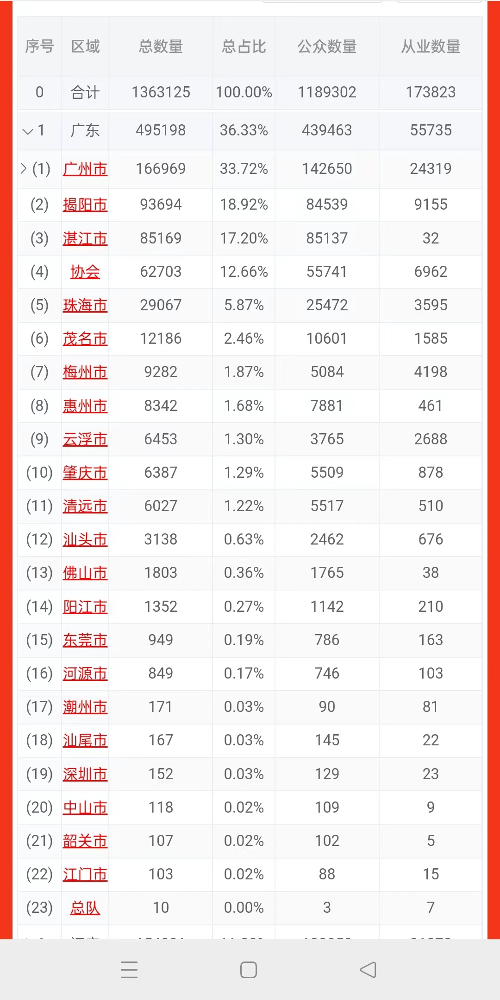 序号 区域 总数量 总占比 公众数量 从业数量
0 合计 1363125 100.00% 1189302 173823
1 广东 495198 36.33% 439463 55735
(1) 广州市 166969 33.72% 142650 24319
(2) 揭阳市 93694 18.92% 84539 9155
(3) 湛江市 85169 17.20% 85137 32
(4) 协会 62703 12.66% 55741 6962
(5) 珠海市 29067 5.87% 25472 3595
(6) 茂名市 12186 2.46% 10601 1585
(7) 梅州市 9282 1.87% 5084 4198
(8) 惠州市 8342 1.68% 7881 461
(9) 云浮市 6453 1.30% 3765 2688
(10) 肇庆市 6387 1.29% 5509 878
(11) 清远市 6027 1.22% 5517 510
(12) 汕头市 3138 0.63% 2462 676
(13) 佛山市 1803 0.36% 1765 38
(14) 阳江市 1352 0.27% 1142 210
(15) 东莞市 949 0.19% 786 163
(16) 河源市 849 0.17% 746 103
(17) 潮州市 171 0.03% 90 81
(18) 汕尾市 167 0.03% 145 22
(19) 深圳市 152 0.03% 129 23
(20) 中山市 118 0.02% 109 9
(21) 韶关市 107 0.02% 102 5
(22) 江门市 103 0.02% 88 15
(23) 总队 10 0.00% 3 7